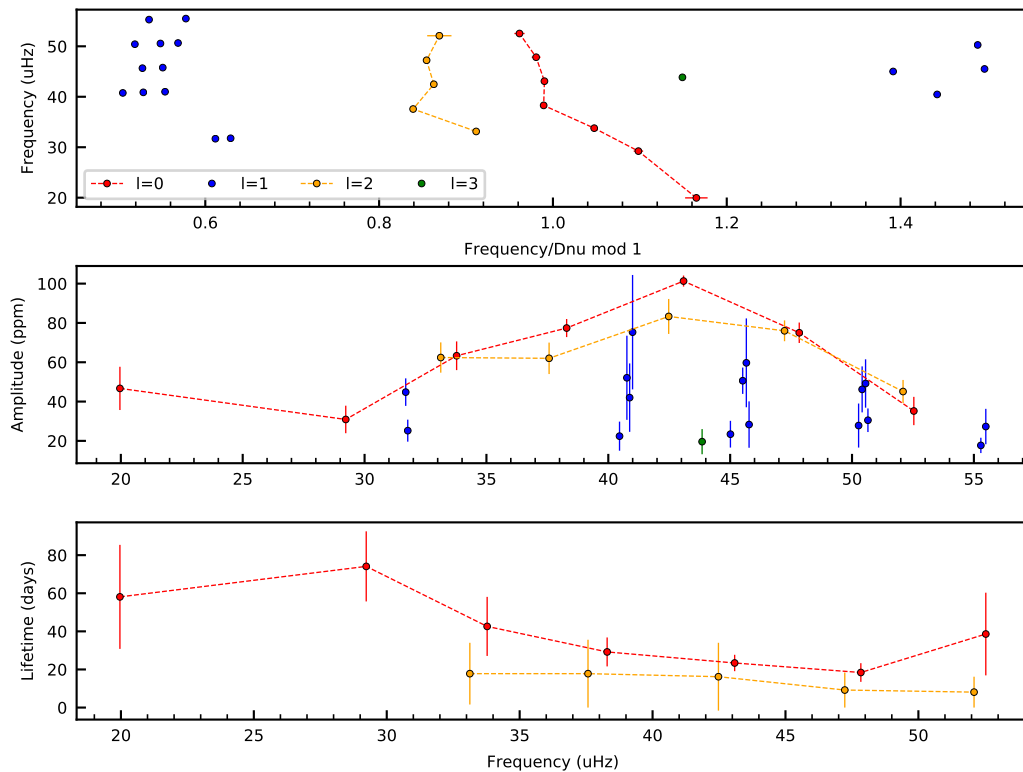 Frequency (uHz)
50
40
30
20
l=0 l=1 l=2 l=3
0.6 0.8 1.0 1.2 1.4
Frequency/Dnu mod 1
Amplitude (ppm)
100
80
60
40
20
20 25 30 35 40 45 50 55
Lifetime (days)
80
60
40
20
0
20 25 30 35 40 45 50
Frequency (uHz)